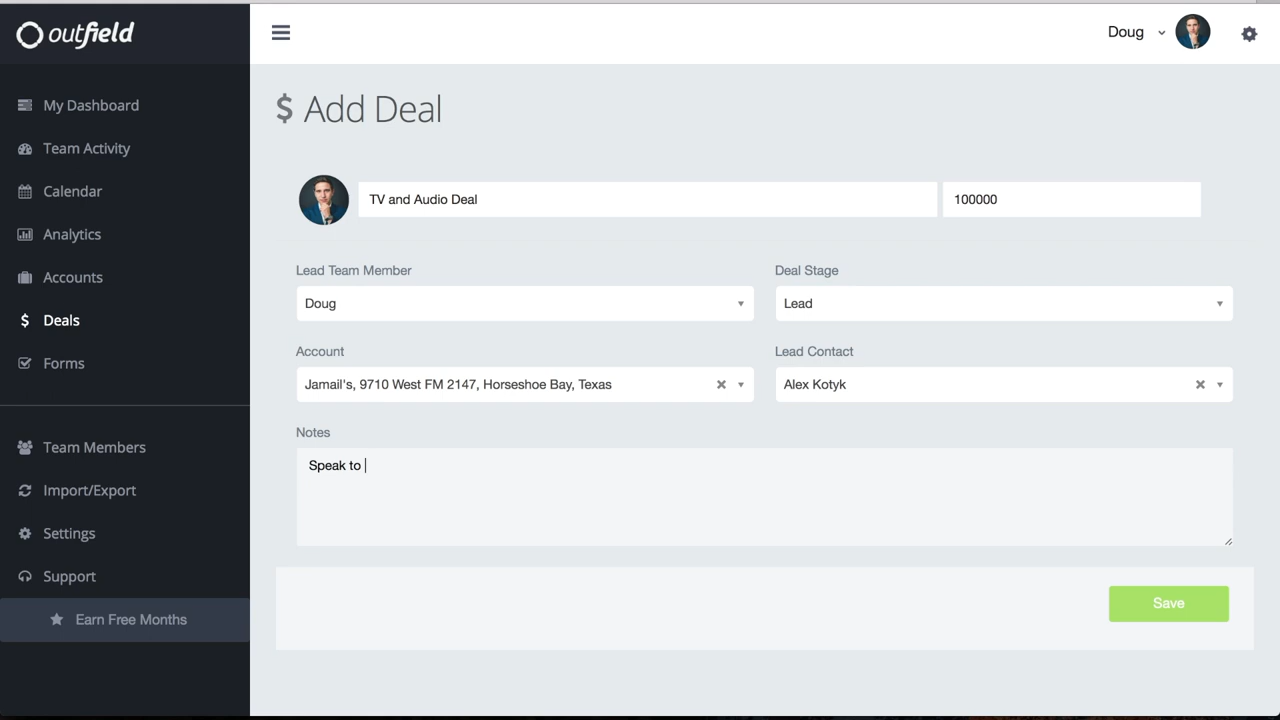 outfield
Doug
My Dashboard
Team Activity
Calendar
Analytics
Accounts
Deals
Forms
Team Members
Import/Export
Settings
Support
Earn Free Months
$ Add Deal
TV and Audio Deal
100000
Lead Team Member
Deal Stage
Doug
Lead
Account
Lead Contact
Jamail's, 9710 West FM 2147, Horseshoe Bay, Texas
Alex Kotyk
Notes
Speak to
Save